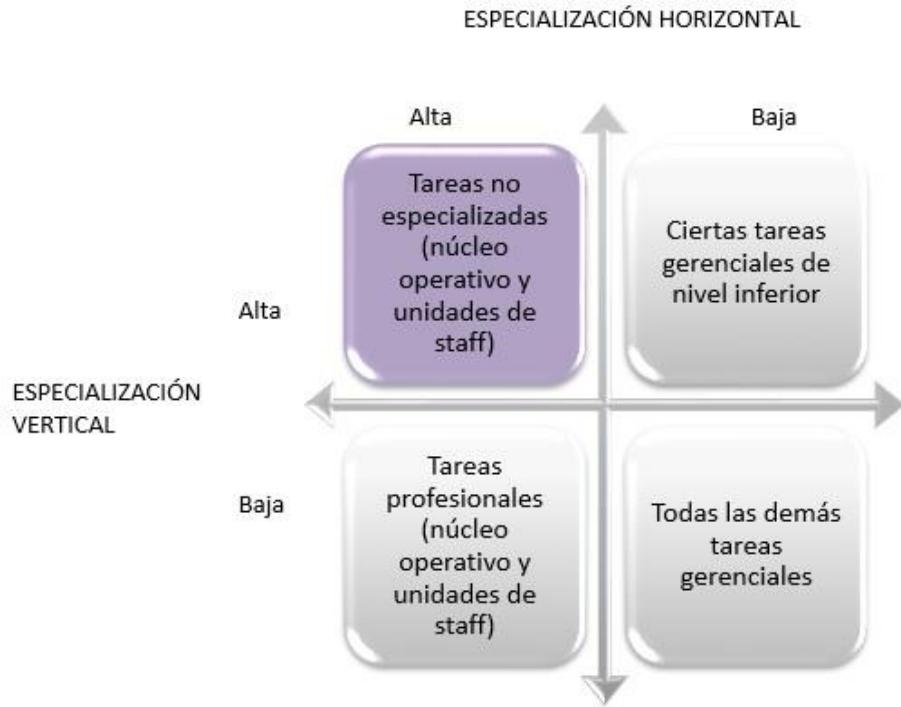 ESPECIALIZACIÓN HORIZONTAL
Alta
Baja
Tareas no
especializadas
(núcleo
operativo y
unidades de
staff)
Ciertas tareas
gerenciales de
nivel inferior
Alta
ESPECIALIZACIÓN
VERTICAL
Baja
Tareas
profesionales
(núcleo
operativo y
unidades de
staff)
Todas las demás
tareas
gerenciales